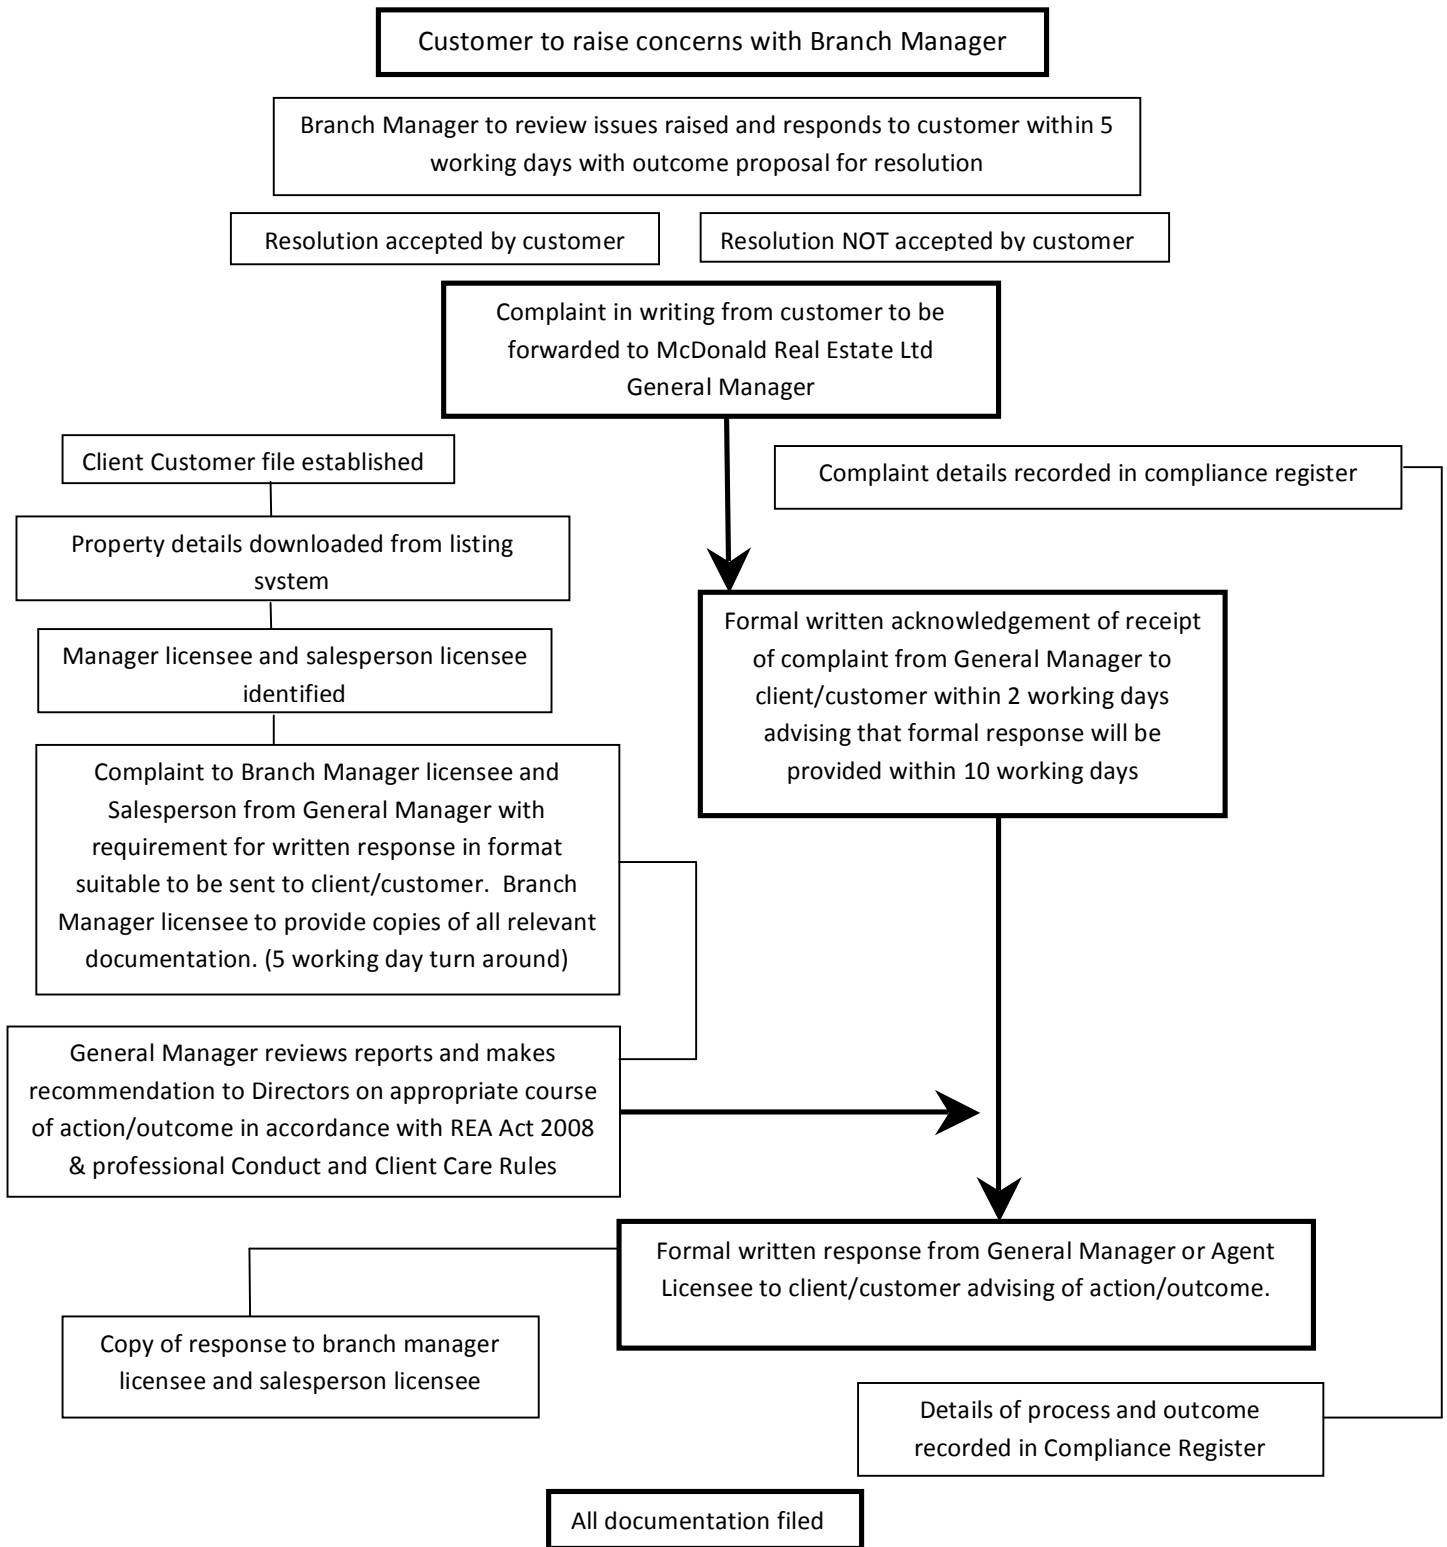 Customer to raise concerns with Branch Manager
Branch Manager to review issues raised and responds to customer within 5
working days with outcome proposal for resolution
Resolution accepted by customer
Resolution NOT accepted by customer
Complaint in writing from customer to be
forwarded to McDonald Real Estate Ltd
General Manager
Client Customer file established
Complaint details recorded in compliance register
Property details downloaded from listing
system
Manager licensee and salesperson licensee
identified
Formal written acknowledgement of receipt
of complaint from General Manager to
client/customer within 2 working days
advising that formal response will be
provided within 10 working days
Complaint to Branch Manager licensee and
Salesperson from General Manager with
requirement for written response in format
suitable to be sent to client/customer.  Branch
Manager licensee to provide copies of all relevant
documentation. (5 working day turn around)
General Manager reviews reports and makes
recommendation to Directors on appropriate course
of action/outcome in accordance with REA Act 2008
& professional Conduct and Client Care Rules
Formal written response from General Manager or Agent
Licensee to client/customer advising of action/outcome.
Copy of response to branch manager
licensee and salesperson licensee
Details of process and outcome
recorded in Compliance Register
All documentation filed